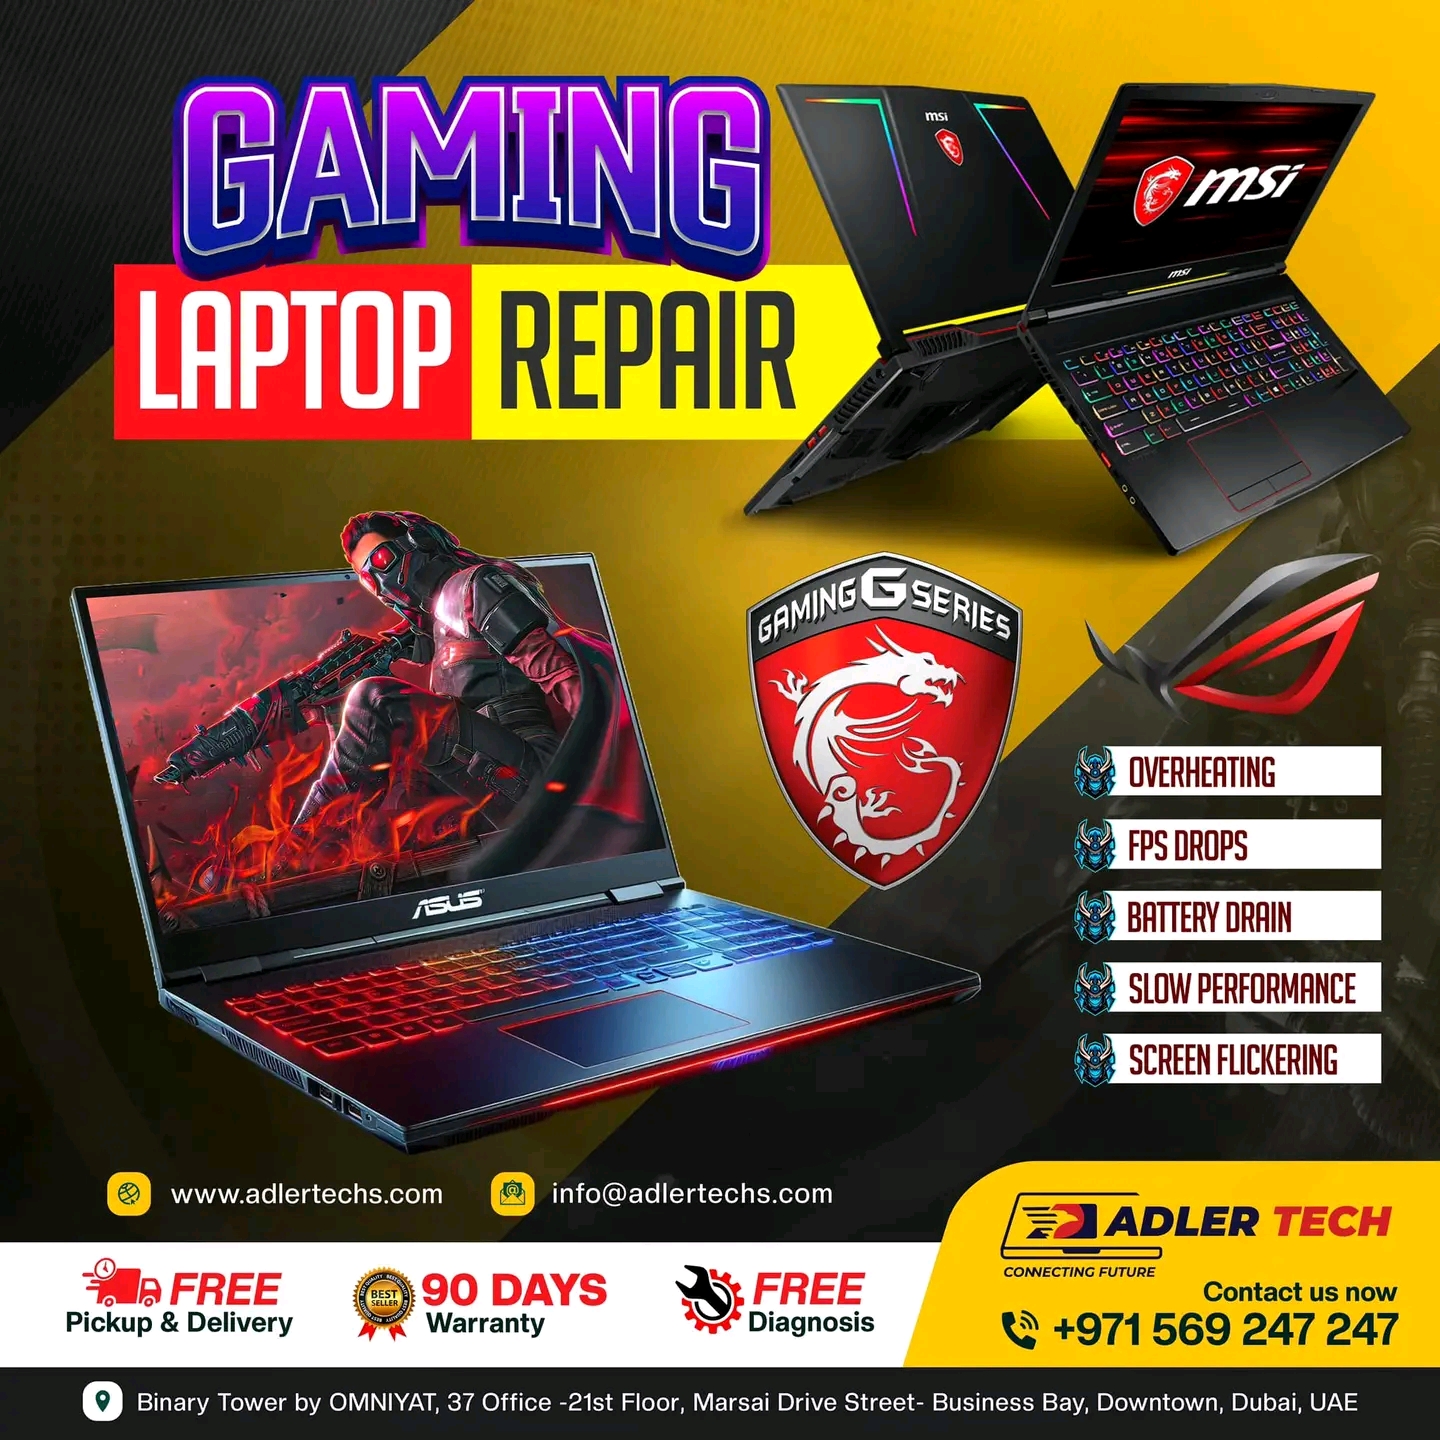 GAMING
LAPTOP REPAIR
msi
msi
msi
GAMING G SERIES
ASUS
OVERHEATING
FPS DROPS
BATTERY DRAIN
SLOW PERFORMANCE
SCREEN FLICKERING
www.adlertechs.com
info@adlertechs.com
ADLER TECH
CONNECTING FUTURE
FREE
Pickup & Delivery
BEST SELLER
90 DAYS
Warranty
FREE
Diagnosis
Contact us now
+971 569 247 247
Binary Tower by OMNIYAT, 37 Office -21st Floor, Marsai Drive Street- Business Bay, Downtown, Dubai, UAE